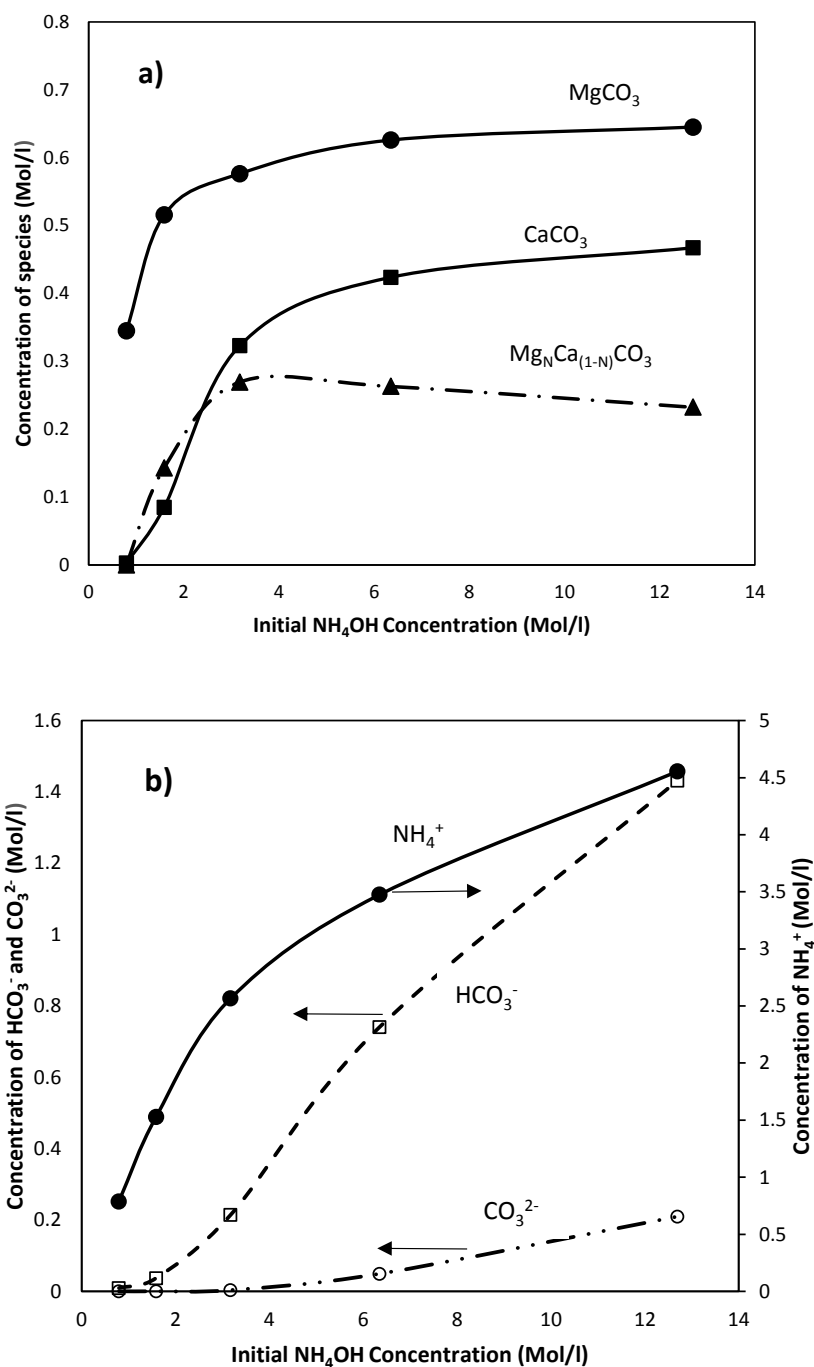 a)
Concentration of species (Mol/l)
0.8
0.7
0.6
0.5
0.4
0.3
0.2
0.1
0
MgCO₃
CaCO₃
Mg_NCa_(1-N)CO₃
0 2 4 6 8 10 12 14
Initial NH₄OH Concentration (Mol/l)
b)
Concentration of HCO₃⁻ and CO₃²⁻ (Mol/l)
1.6
1.4
1.2
1
0.8
0.6
0.4
0.2
0
NH₄⁺
HCO₃⁻
CO₃²⁻
5
4.5
4
3.5
3
2.5
2
1.5
1
0.5
0
Concentration of NH₄⁺ (Mol/l)
0 2 4 6 8 10 12 14
Initial NH₄OH Concentration (Mol/l)